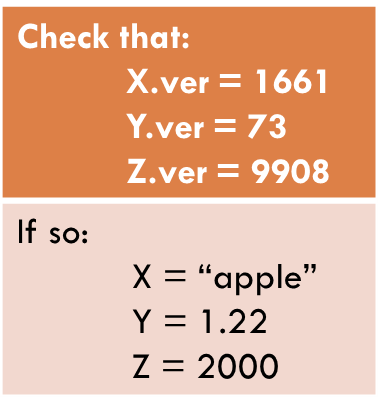 Check that:
X.ver = 1661
Y.ver = 73
Z.ver = 9908
If so:
X = “apple”
Y = 1.22
Z = 2000